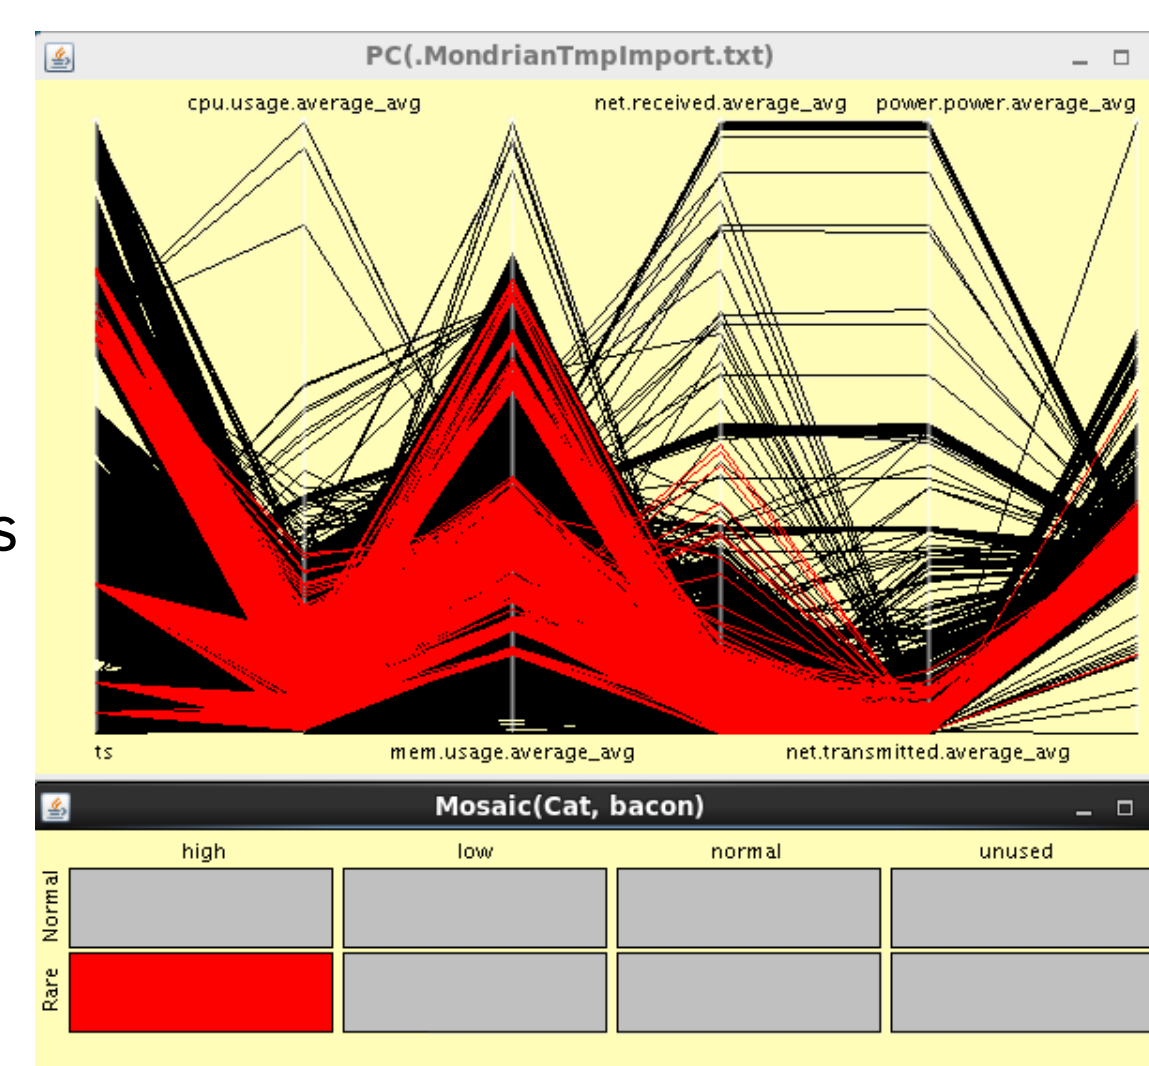 PC(.MondrianTmpImport.txt)
cpu.usage.average_avg net.received.average_avg power.power.average_avg
s
ts mem.usage.average_avg net.transmitted.average_avg
Mosaic(Cat, bacon)
high low normal unused
Normal
Rare